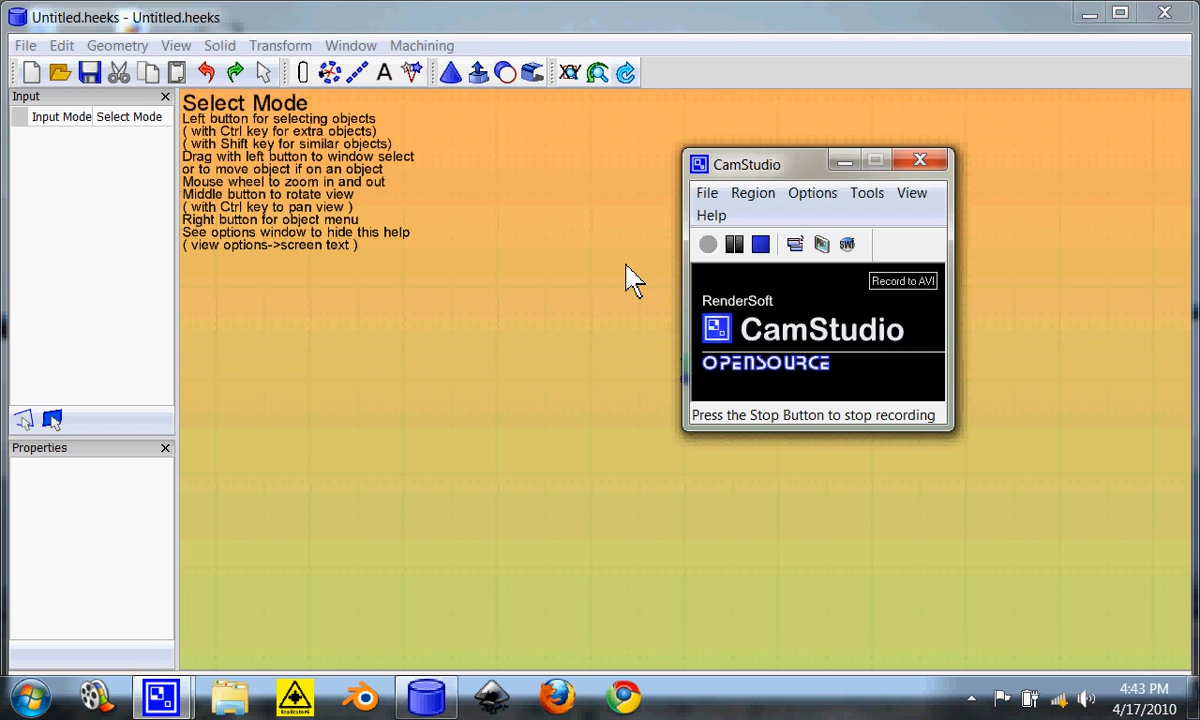 Untitled.heeks - Untitled.heeks
File Edit Geometry View Solid Transform Window Machining
Input
Input Mode Select Mode
Properties
Select Mode
Left button for selecting objects
( with Ctrl key for extra objects)
( with Shift key for similar objects)
Drag with left button to window select
or to move object if on an object
Mouse wheel to zoom in and out
Middle button to rotate view
( with Ctrl key to pan view )
Right button for object menu
See options window to hide this help
( view options->screen text )
CamStudio
File Region Options Tools View
Help
SWF
Record to AVI
RenderSoft
CamStudio
OPENSOURCE
Press the Stop Button to stop recording
4:43 PM
4/17/2010